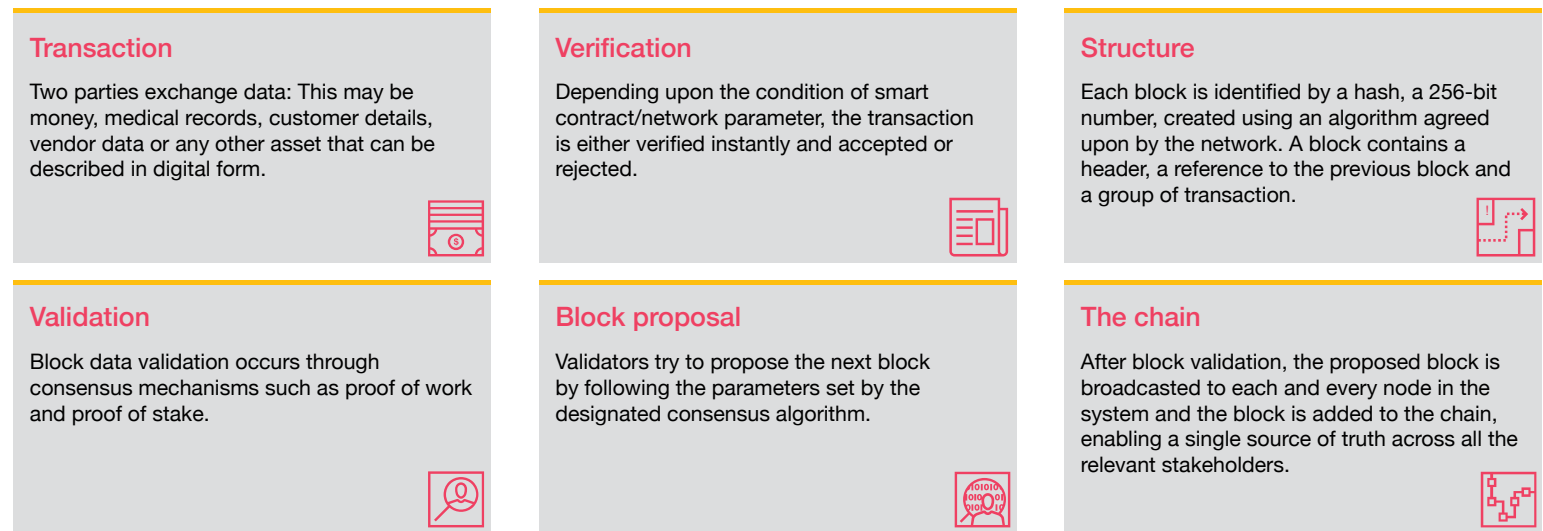 Transaction
Two parties exchange data: This may be
money, medical records, customer details,
vendor data or any other asset that can be
described in digital form.
$
Verification
Depending upon the condition of smart
contract/network parameter, the transaction
is either verified instantly and accepted or
rejected.
Structure
Each block is identified by a hash, a 256-bit
number, created using an algorithm agreed
upon by the network. A block contains a
header, a reference to the previous block and
a group of transaction.
!
Validation
Block data validation occurs through
consensus mechanisms such as proof of work
and proof of stake.
Block proposal
Validators try to propose the next block
by following the parameters set by the
designated consensus algorithm.
The chain
After block validation, the proposed block is
broadcasted to each and every node in the
system and the block is added to the chain,
enabling a single source of truth across all the
relevant stakeholders.